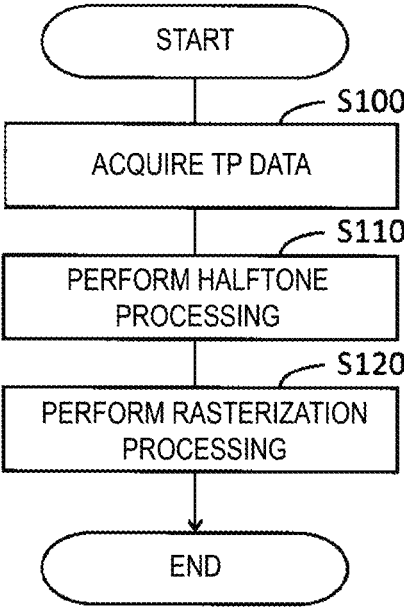 START
S100
ACQUIRE TP DATA
S110
PERFORM HALFTONE
PROCESSING
S120
PERFORM RASTERIZATION
PROCESSING
END